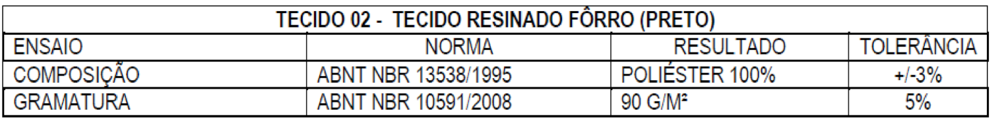 TECIDO 02 - TECIDO RESINADO FÔRRO (PRETO)
ENSAIO NORMA RESULTADO TOLERÂNCIA
COMPOSIÇÃO ABNT NBR 13538/1995 POLIÉSTER 100% +/-3%
GRAMATURA ABNT NBR 10591/2008 90 G/M² 5%